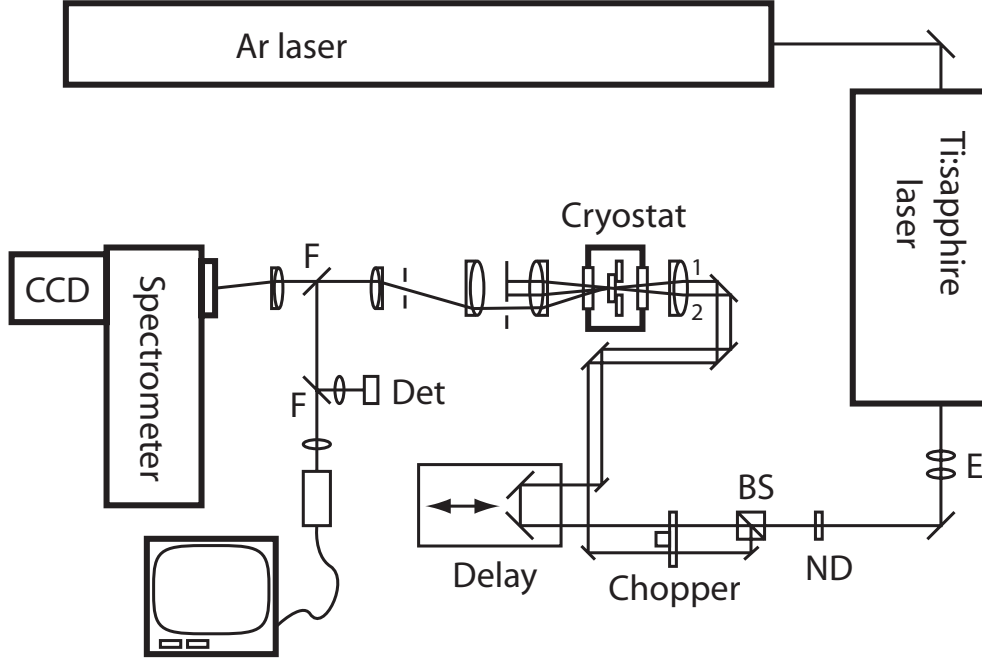 Ar laser
Ti:sapphire
laser
Cryostat
1
2
F
CCD
Spectrometer
F
Det
E
BS
ND
Delay
Chopper